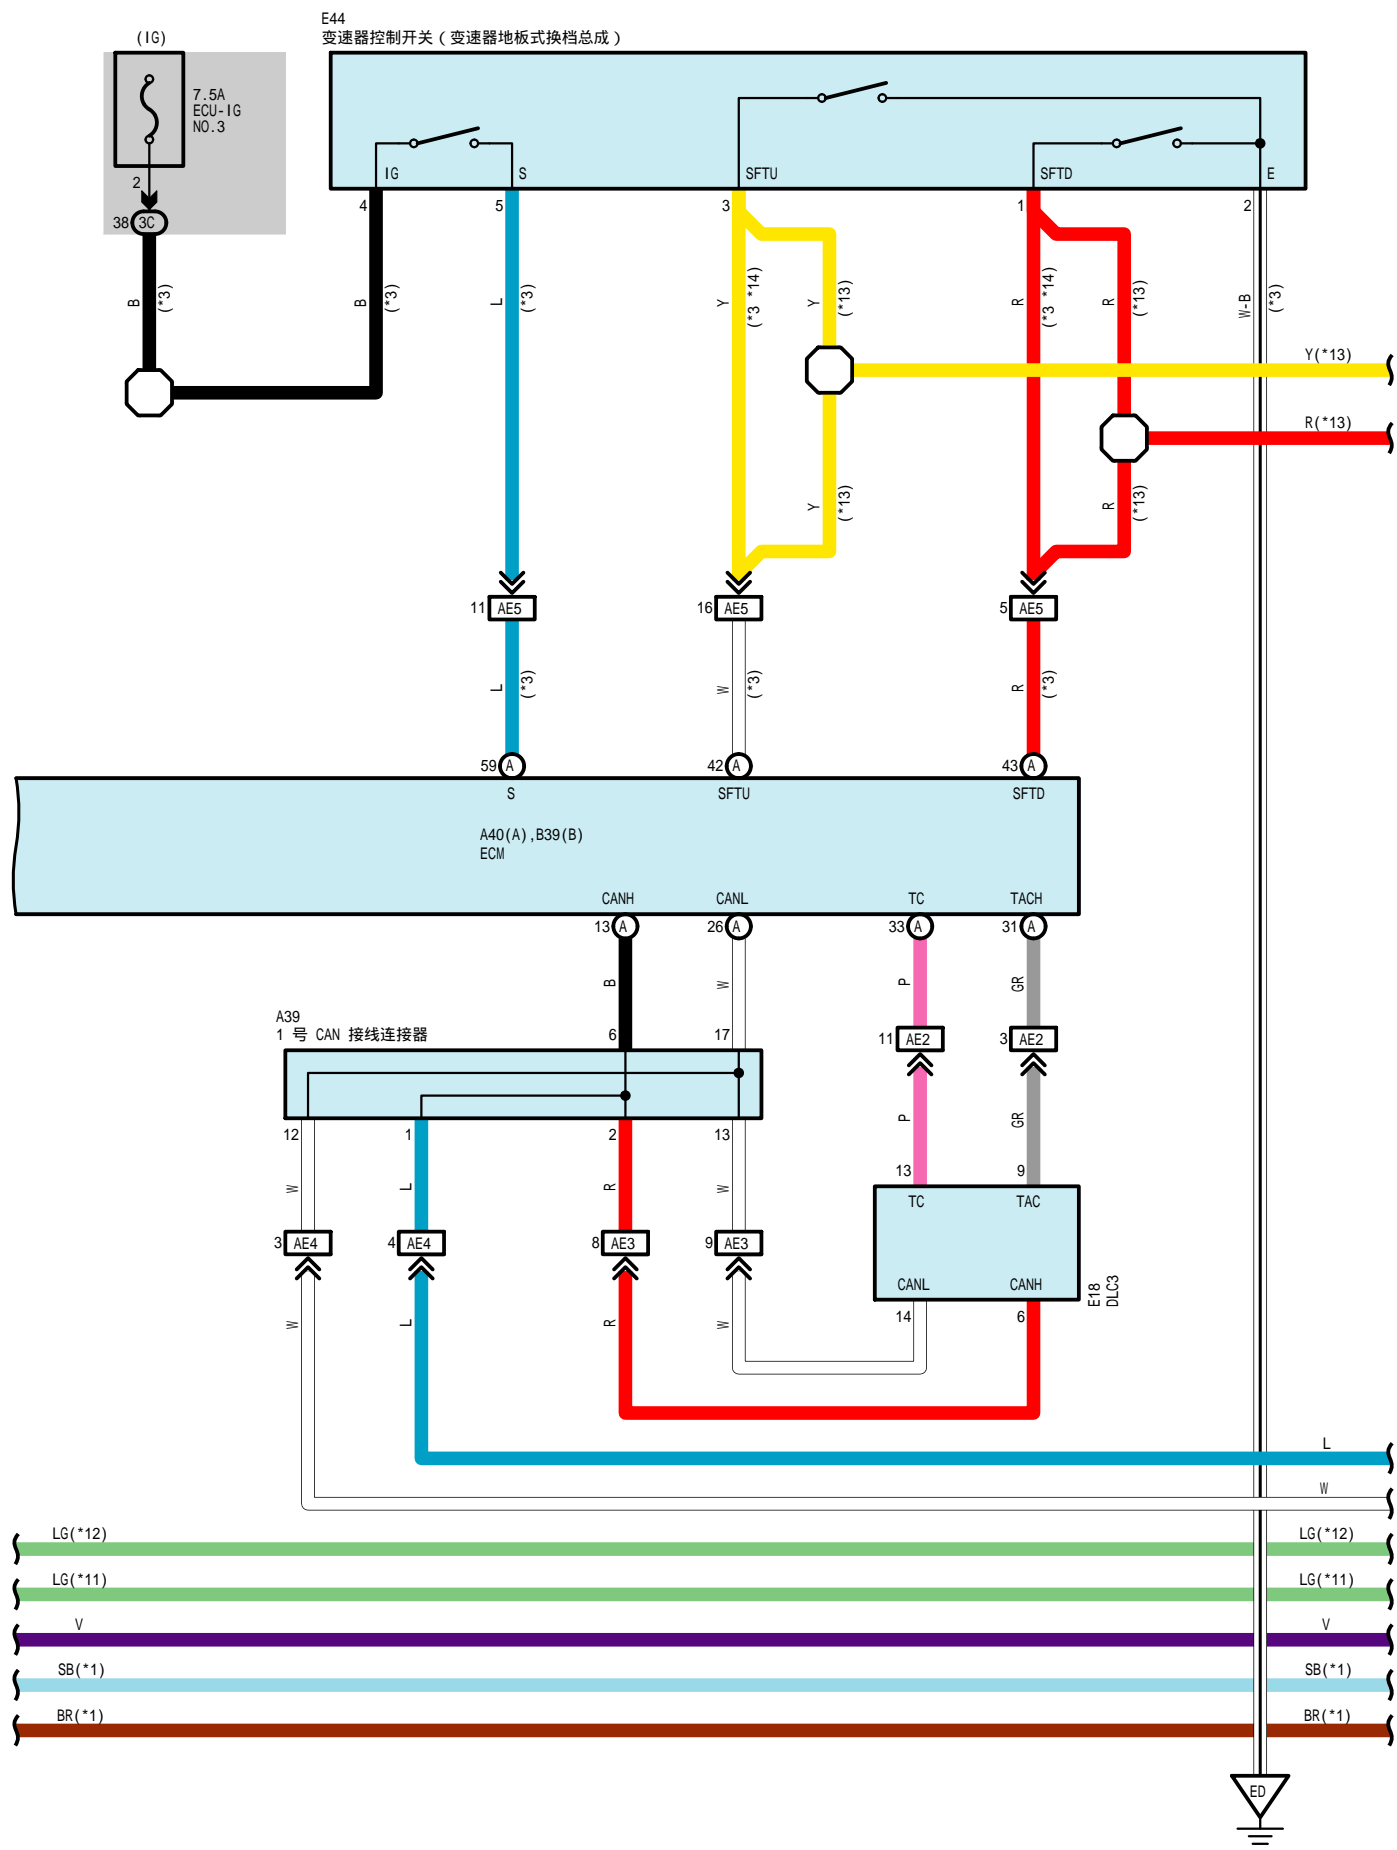 E44
变速器控制开关 ( 变速器地板式换档总成 )
(IG)
7.5A
ECU-IG
NO.3
2
38 3C
IG
S
SFTU
SFTD
E
4
5
3
1
2
B
(*3)
B
(*3)
L
(*3)
Y
(*3 *14)
Y
(*13)
R
(*3 *14)
R
(*13)
W-B
(*3)
Y(*13)
R(*13)
Y
(*13)
R
(*13)
11 AE5
16 AE5
5 AE5
L
(*3)
W
(*3)
R
(*3)
59 A
42 A
43 A
S
SFTU
SFTD
A40(A),B39(B)
ECM
CANH
CANL
TC
TACH
13 A
26 A
33 A
31 A
B
W
P
GR
A39
1 号 CAN 接线连接器
6
17
11 AE2
3 AE2
12
1
2
13
P
GR
13
9
W
L
R
W
TC
TAC
3 AE4
4 AE4
8 AE3
9 AE3
CANL
CANH
E18
DLC3
14
6
W
L
R
W
L
W
LG(*12)
LG(*12)
LG(*11)
LG(*11)
V
V
SB(*1)
SB(*1)
BR(*1)
BR(*1)
ED